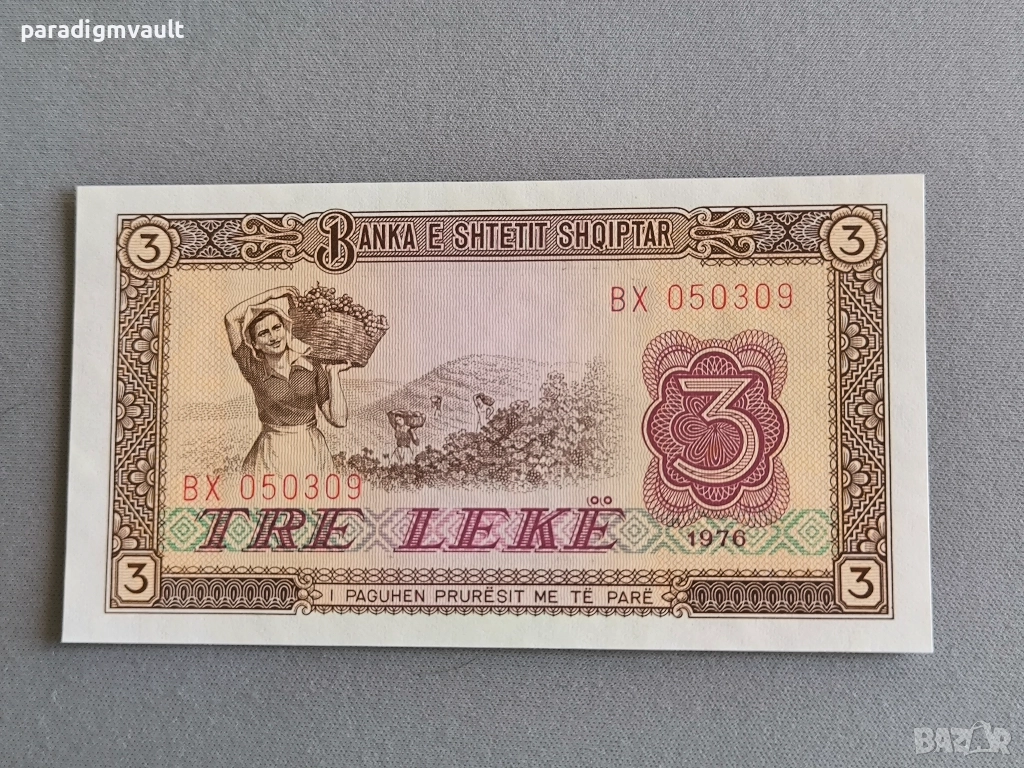 paradigmvault
3 BANKA E SHTETIT SHQIPTAR 3
BX 050309
3
BX 050309
TRE LEKË 1976
3 I PAGUHEN PRURËSIT ME TË PARË 3
BAZAR